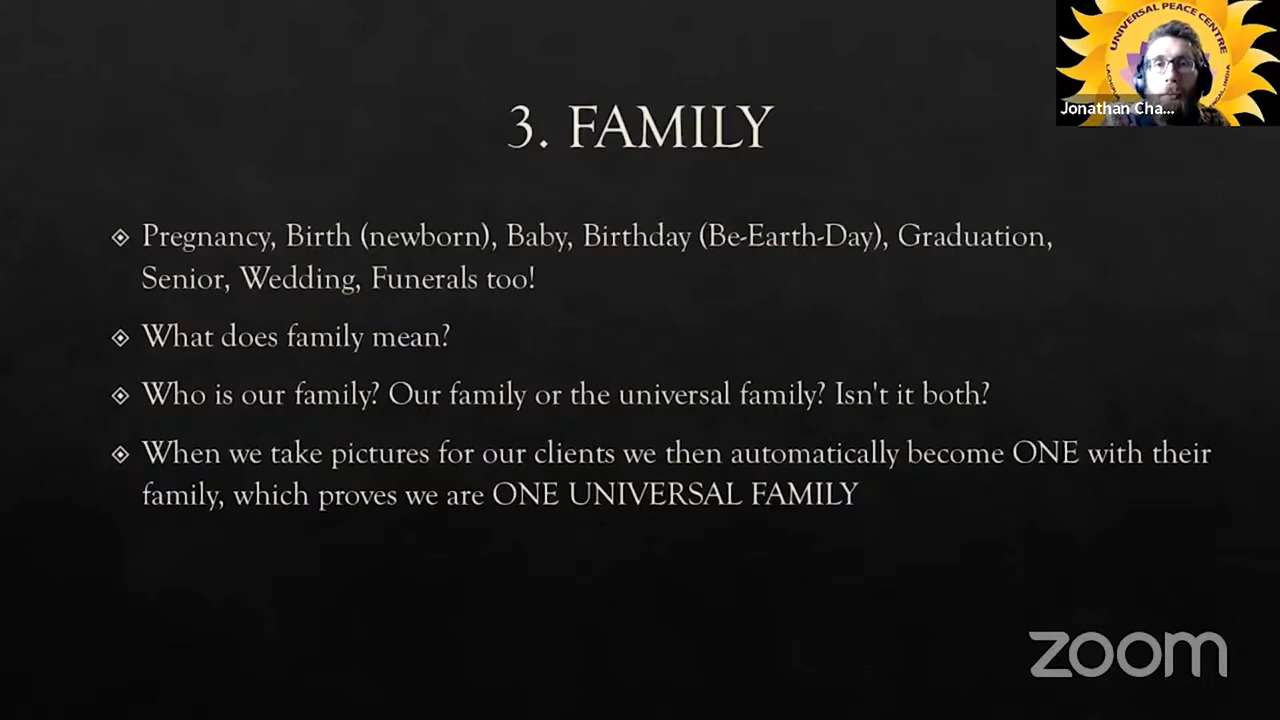 UNIVERSAL PEACE CENTRE
Jonathan Cha...
3. FAMILY
Pregnancy, Birth (newborn), Baby, Birthday (Be-Earth-Day), Graduation,
Senior, Wedding, Funerals too!
What does family mean?
Who is our family? Our family or the universal family? Isn't it both?
When we take pictures for our clients we then automatically become ONE with their
family, which proves we are ONE UNIVERSAL FAMILY
zoom